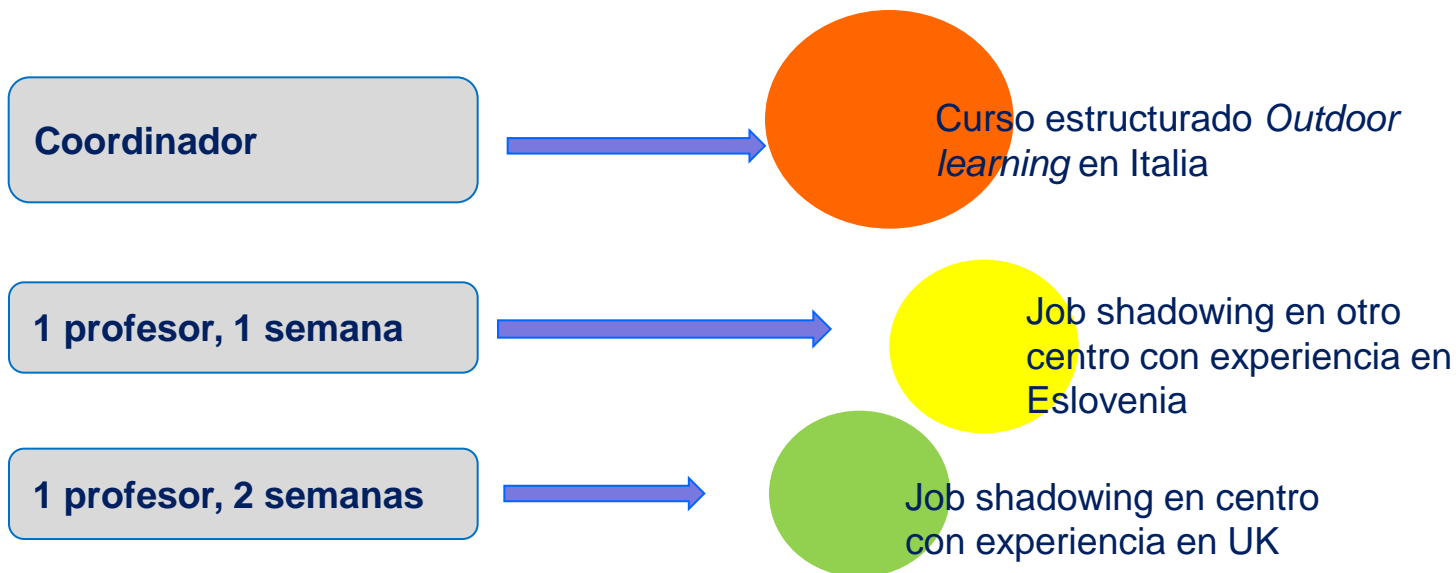 Coordinador
Curso estructurado Outdoor
learning en Italia
1 profesor, 1 semana
Job shadowing en otro
centro con experiencia en
Eslovenia
1 profesor, 2 semanas
Job shadowing en centro
con experiencia en UK